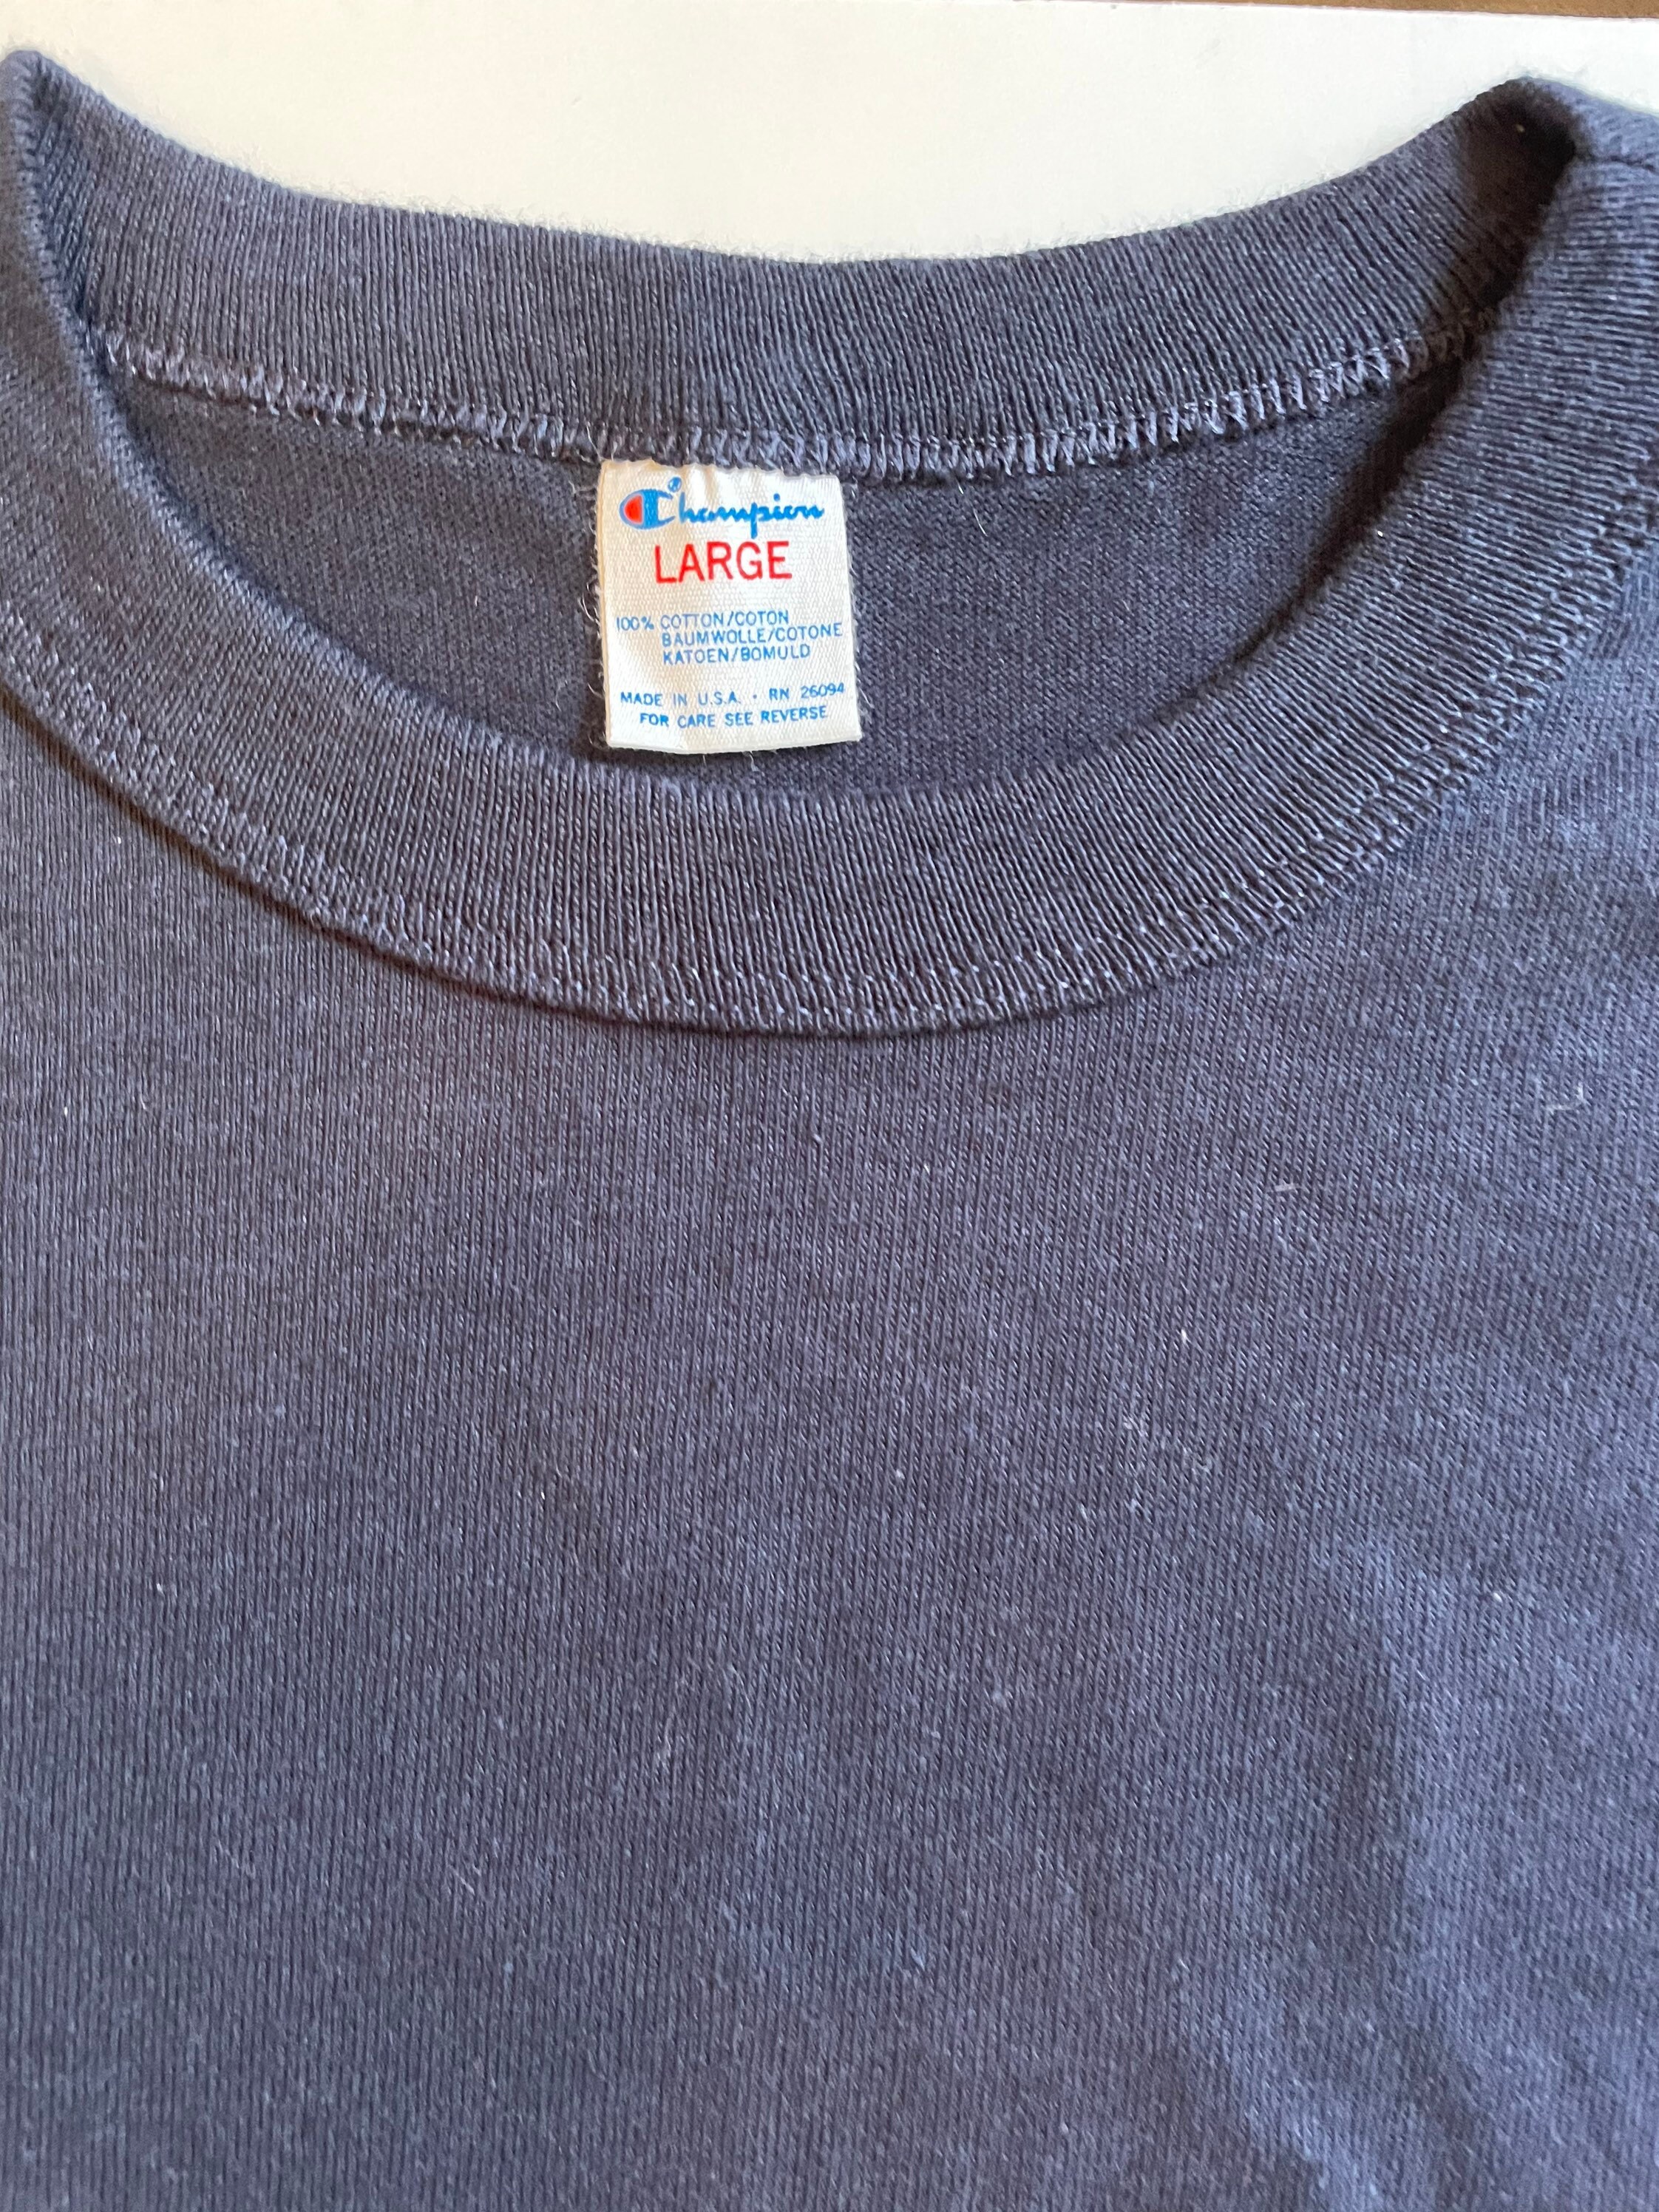 Champion®
LARGE
100% COTTON/COTON
BAUMWOLLE/COTONE
KATOEN/BOMULD
MADE IN U.S.A. • RN 26094
FOR CARE SEE REVERSE